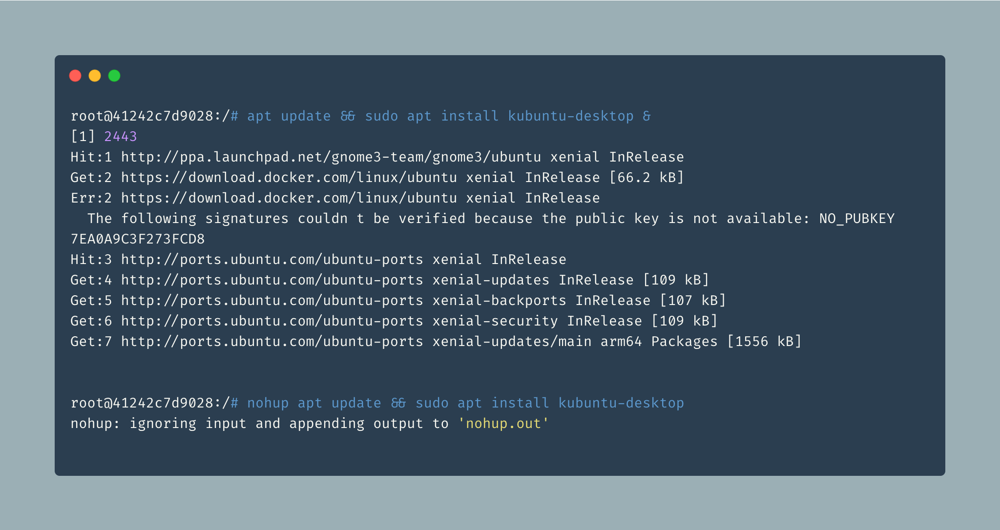 root@41242c7d9028:/# apt update && sudo apt install kubuntu-desktop &
[1] 2443
Hit:1 http://ppa.launchpad.net/gnome3-team/gnome3/ubuntu xenial InRelease
Get:2 https://download.docker.com/linux/ubuntu xenial InRelease [66.2 kB]
Err:2 https://download.docker.com/linux/ubuntu xenial InRelease
  The following signatures couldn t be verified because the public key is not available: NO_PUBKEY
7EA0A9C3F273FCD8
Hit:3 http://ports.ubuntu.com/ubuntu-ports xenial InRelease
Get:4 http://ports.ubuntu.com/ubuntu-ports xenial-updates InRelease [109 kB]
Get:5 http://ports.ubuntu.com/ubuntu-ports xenial-backports InRelease [107 kB]
Get:6 http://ports.ubuntu.com/ubuntu-ports xenial-security InRelease [109 kB]
Get:7 http://ports.ubuntu.com/ubuntu-ports xenial-updates/main arm64 Packages [1556 kB]
root@41242c7d9028:/# nohup apt update && sudo apt install kubuntu-desktop
nohup: ignoring input and appending output to 'nohup.out'